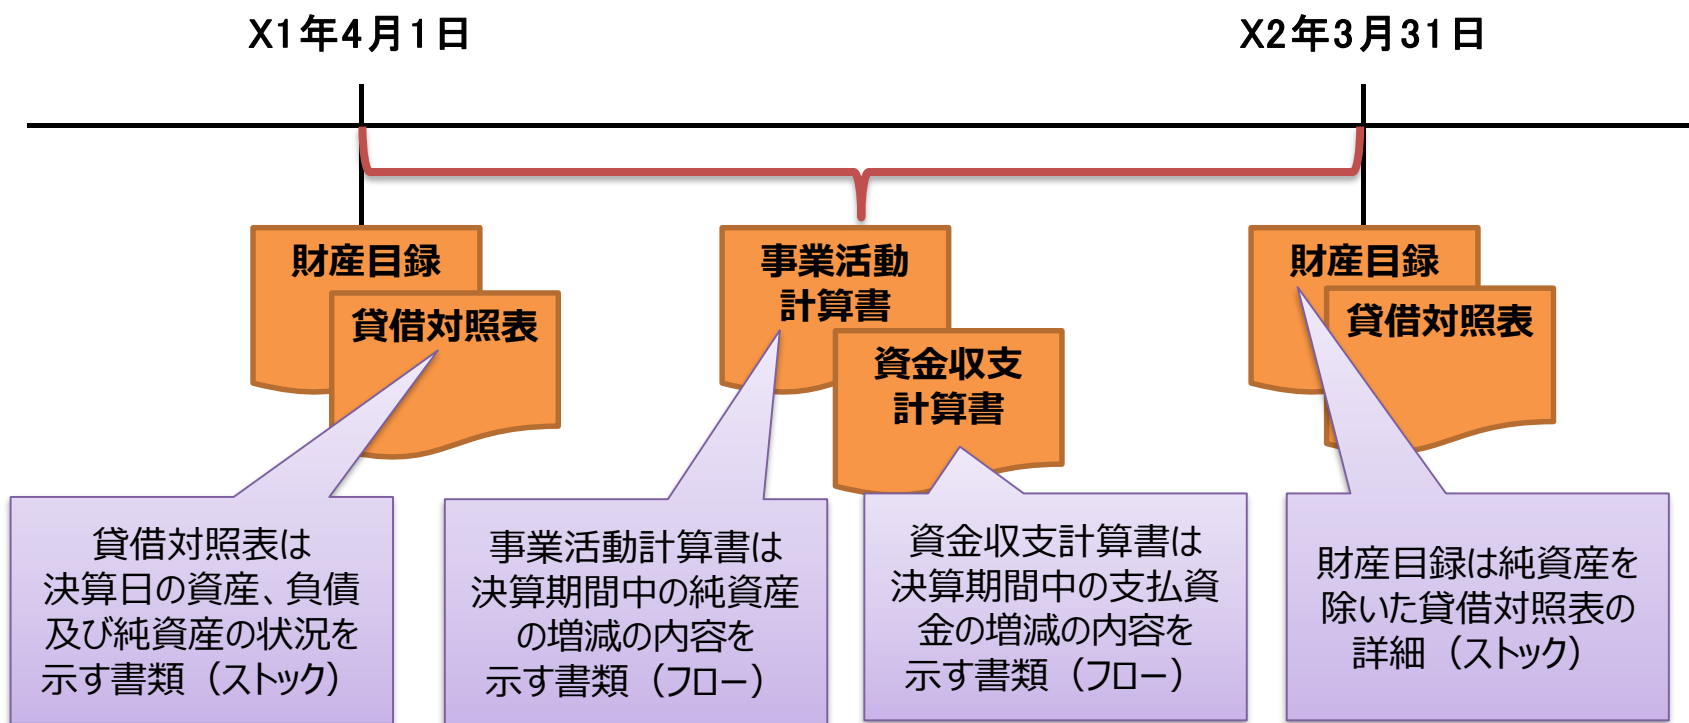 X1年4月1日
X2年3月31日
財産目録
貸借対照表
事業活動
計算書
資金収支
計算書
財産目録
貸借対照表
貸借対照表は
決算日の資産、負債
及び純資産の状況を
示す書類（ストック）
事業活動計算書は
決算期間中の純資産
の増減の内容を
示す書類（フロー）
資金収支計算書は
決算期間中の支払資
金の増減の内容を
示す書類（フロー）
財産目録は純資産を
除いた貸借対照表の
詳細（ストック）